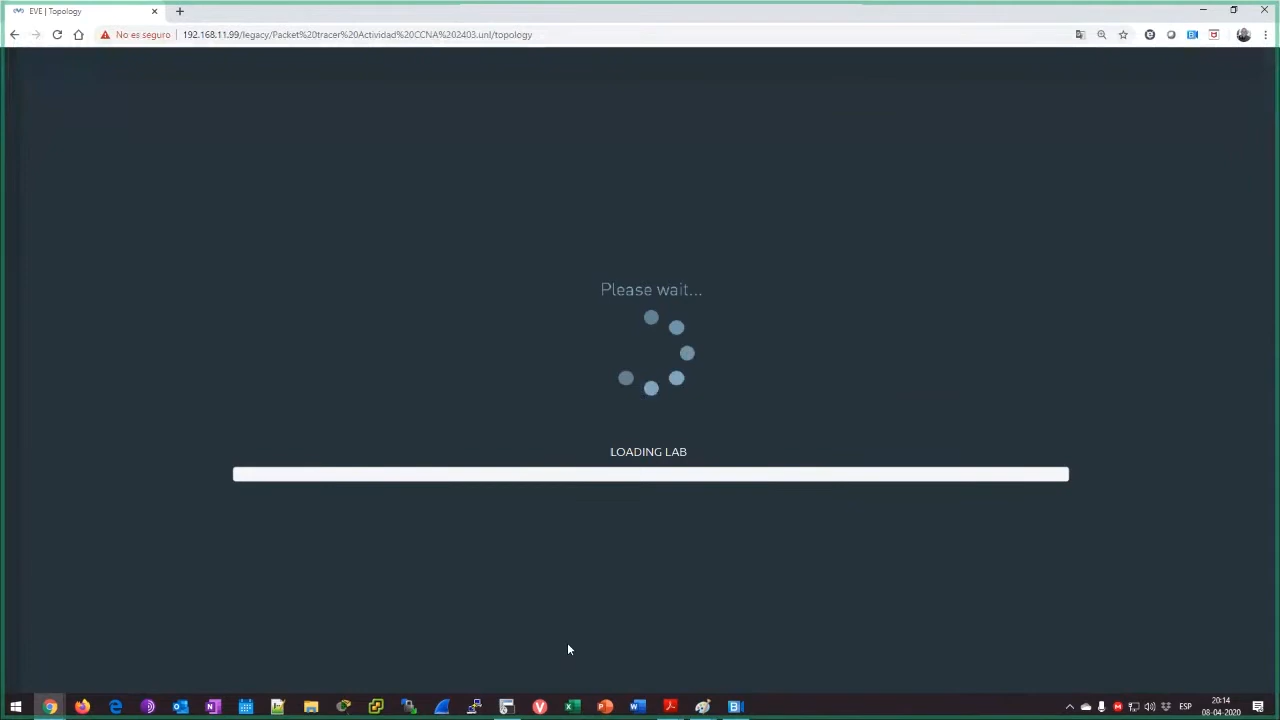 EVE | Topology
No es seguro
192.168.11.99/legacy/Packet%20tracer%20Actividad%20CCNA%202403.unl/topology
Please wait...
LOADING LAB
ESP
20:14
08-04-2020